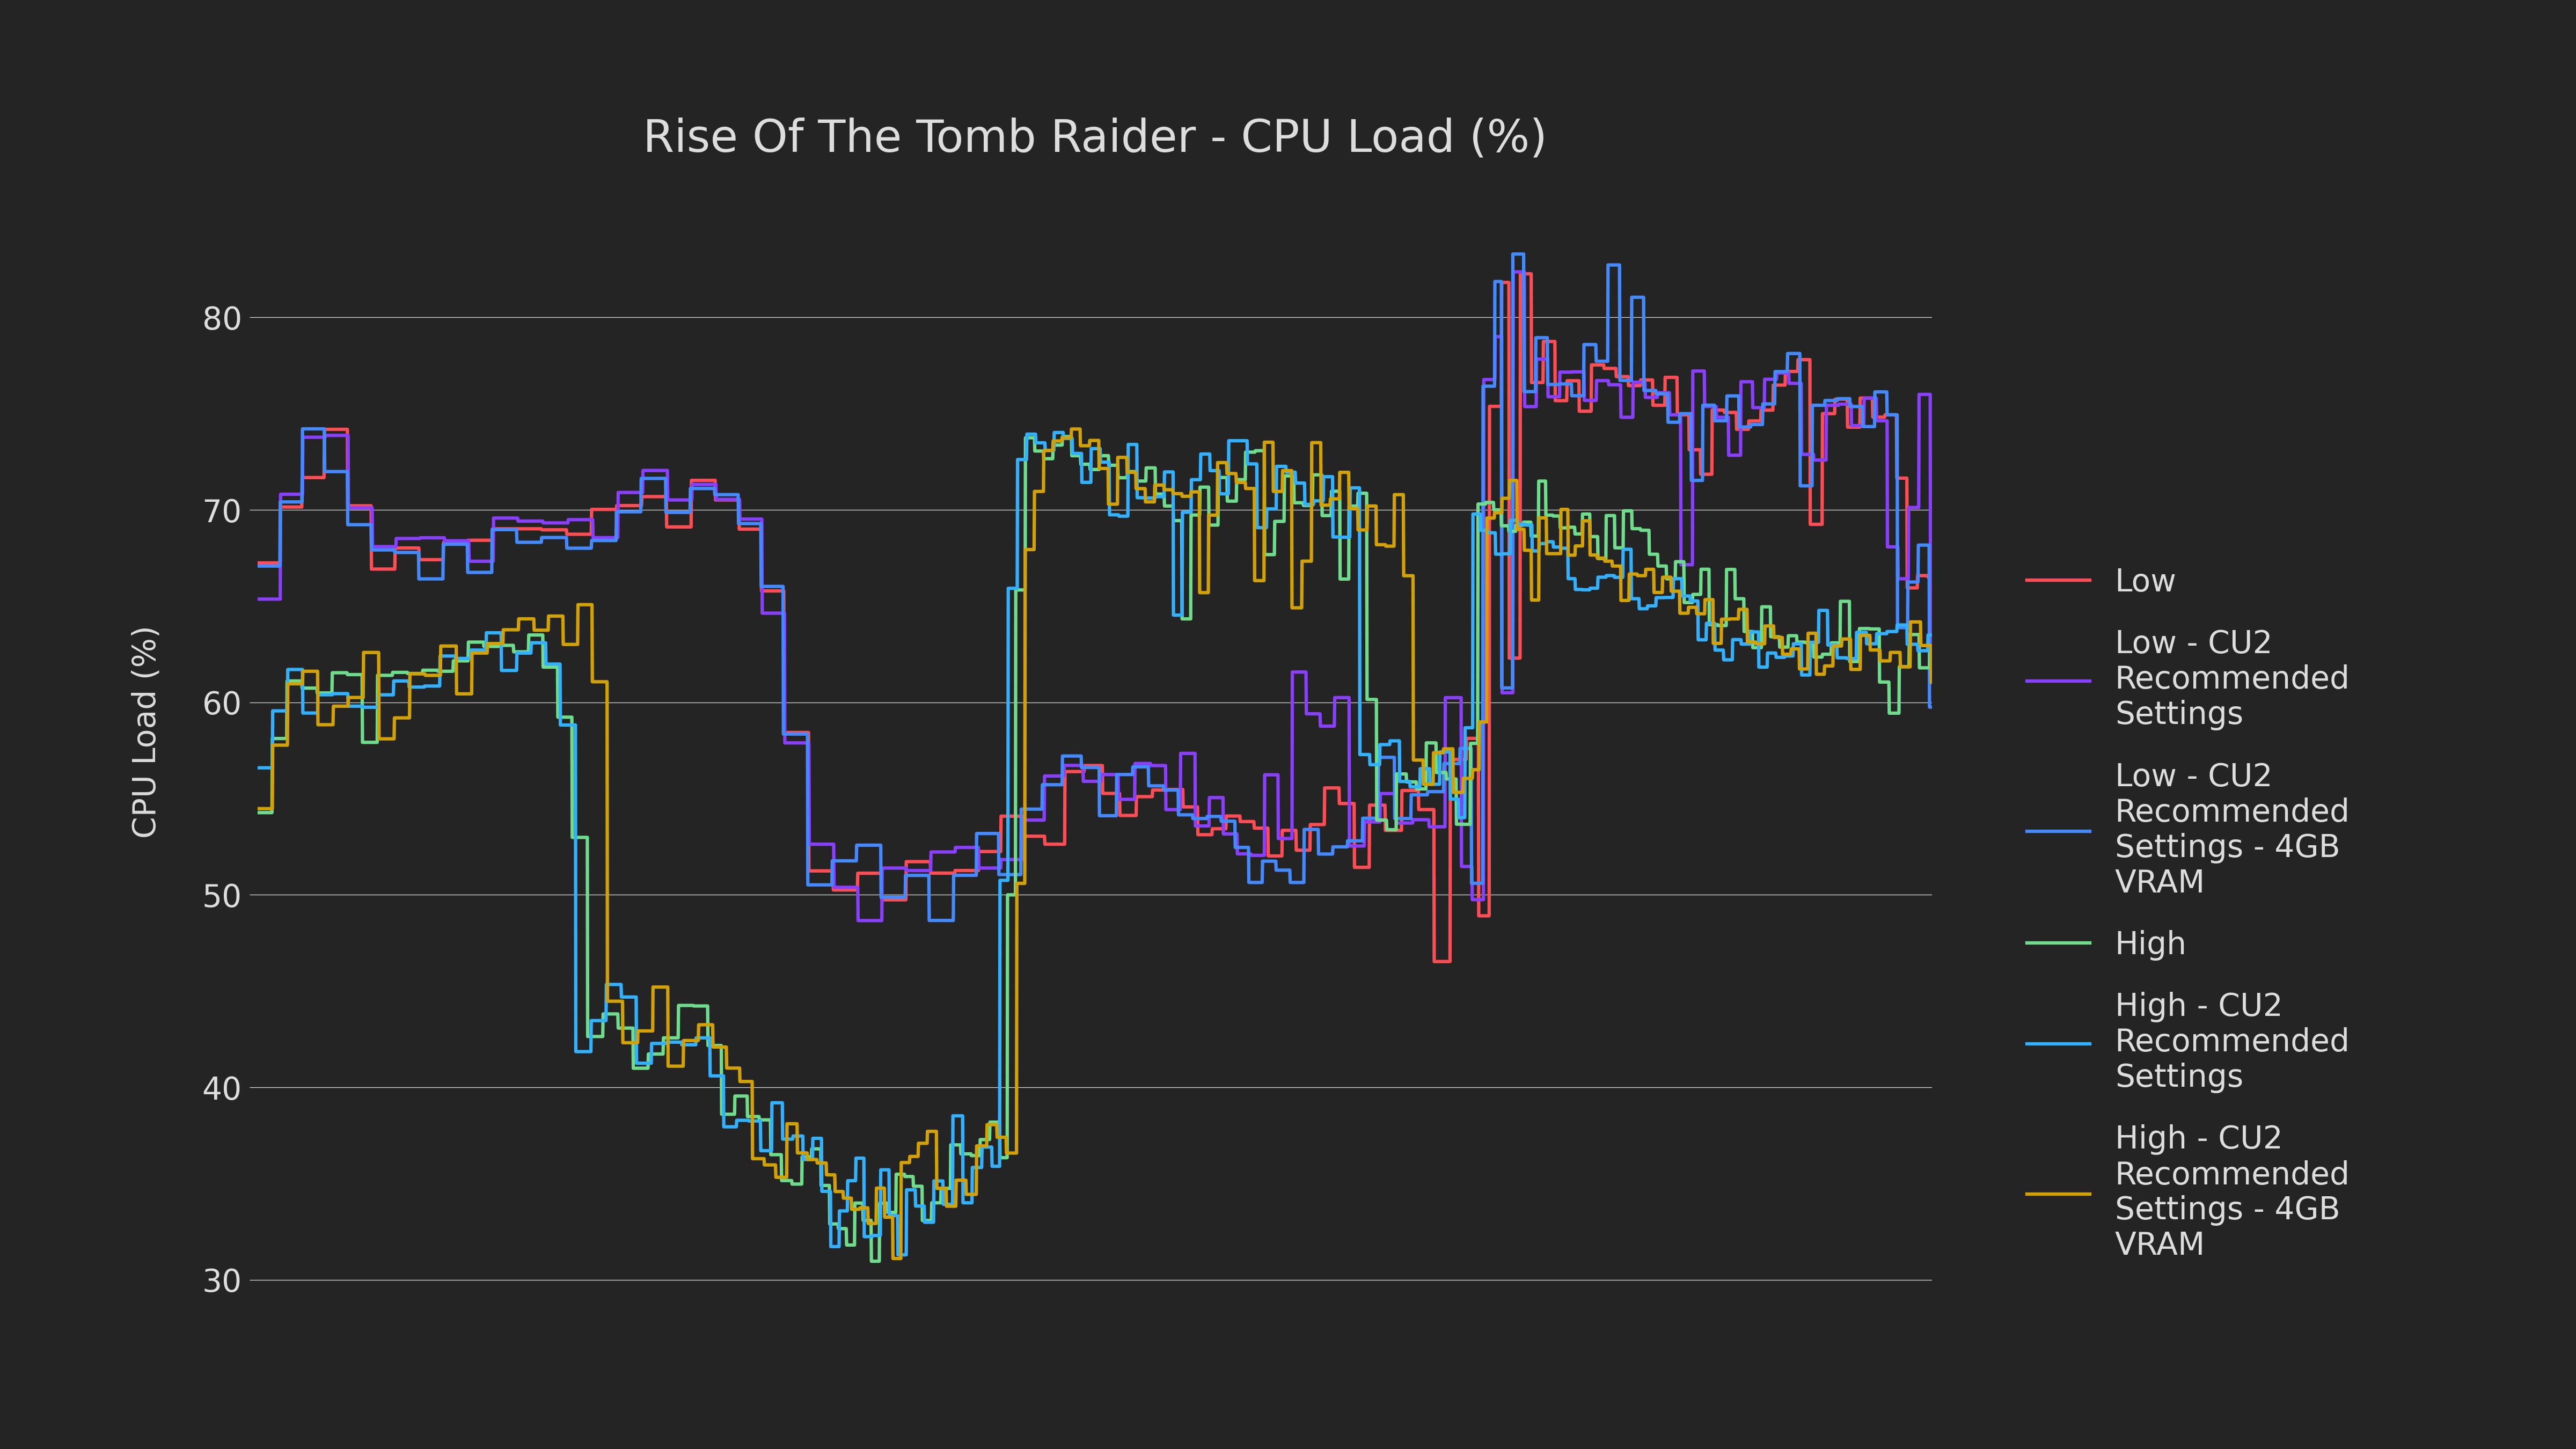 Rise Of The Tomb Raider - CPU Load (%)
CPU Load (%)
80
70
60
50
40
30
Low
Low - CU2
Recommended
Settings
Low - CU2
Recommended
Settings - 4GB
VRAM
High
High - CU2
Recommended
Settings
High - CU2
Recommended
Settings - 4GB
VRAM